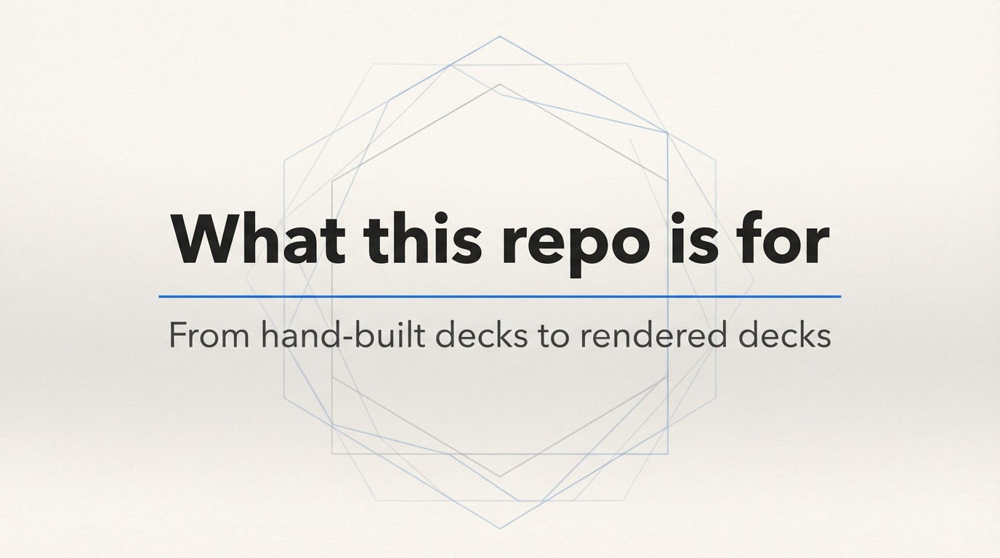 What this repo is for
From hand-built decks to rendered decks